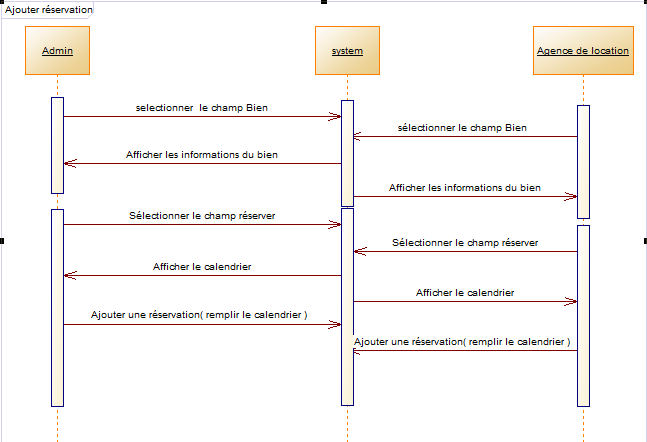 Ajouter réservation
Admin
system
Agence de location
selectionner le champ Bien
sélectionner le champ Bien
Afficher les informations du bien
Afficher les informations du bien
Sélectionner le champ réserver
Sélectionner le champ réserver
Afficher le calendrier
Afficher le calendrier
Ajouter une réservation( remplir le calendrier )
Ajouter une réservation( remplir le calendrier )